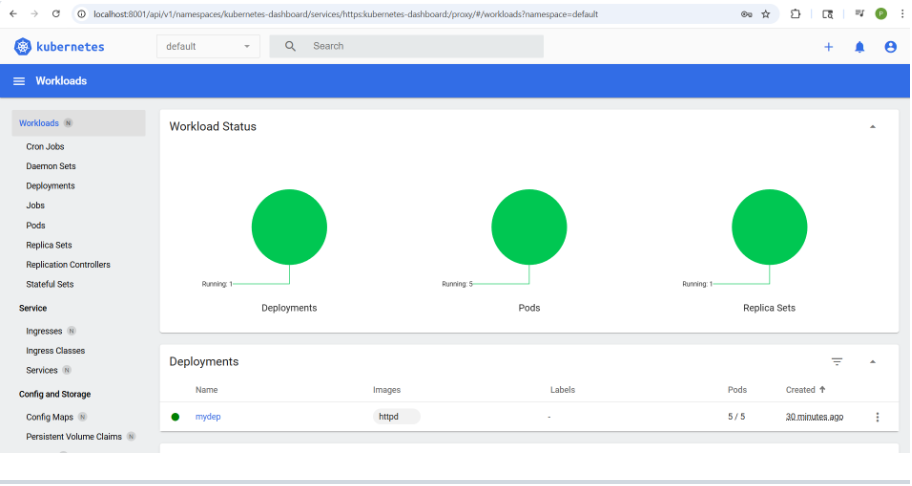 localhost:8001/api/v1/namespaces/kubernetes-dashboard/services/https:kubernetes-dashboard:/proxy/#/workloads?namespace=default
P
kubernetes
default
Search
Workloads
Workloads N
Cron Jobs
Daemon Sets
Deployments
Jobs
Pods
Replica Sets
Replication Controllers
Stateful Sets
Service
Ingresses N
Ingress Classes
Services N
Config and Storage
Config Maps N
Persistent Volume Claims N
Workload Status
Running: 1
Deployments
Running: 5
Pods
Running: 1
Replica Sets
Deployments
Name Images Labels Pods Created
mydep httpd - 5 / 5 30 minutes ago